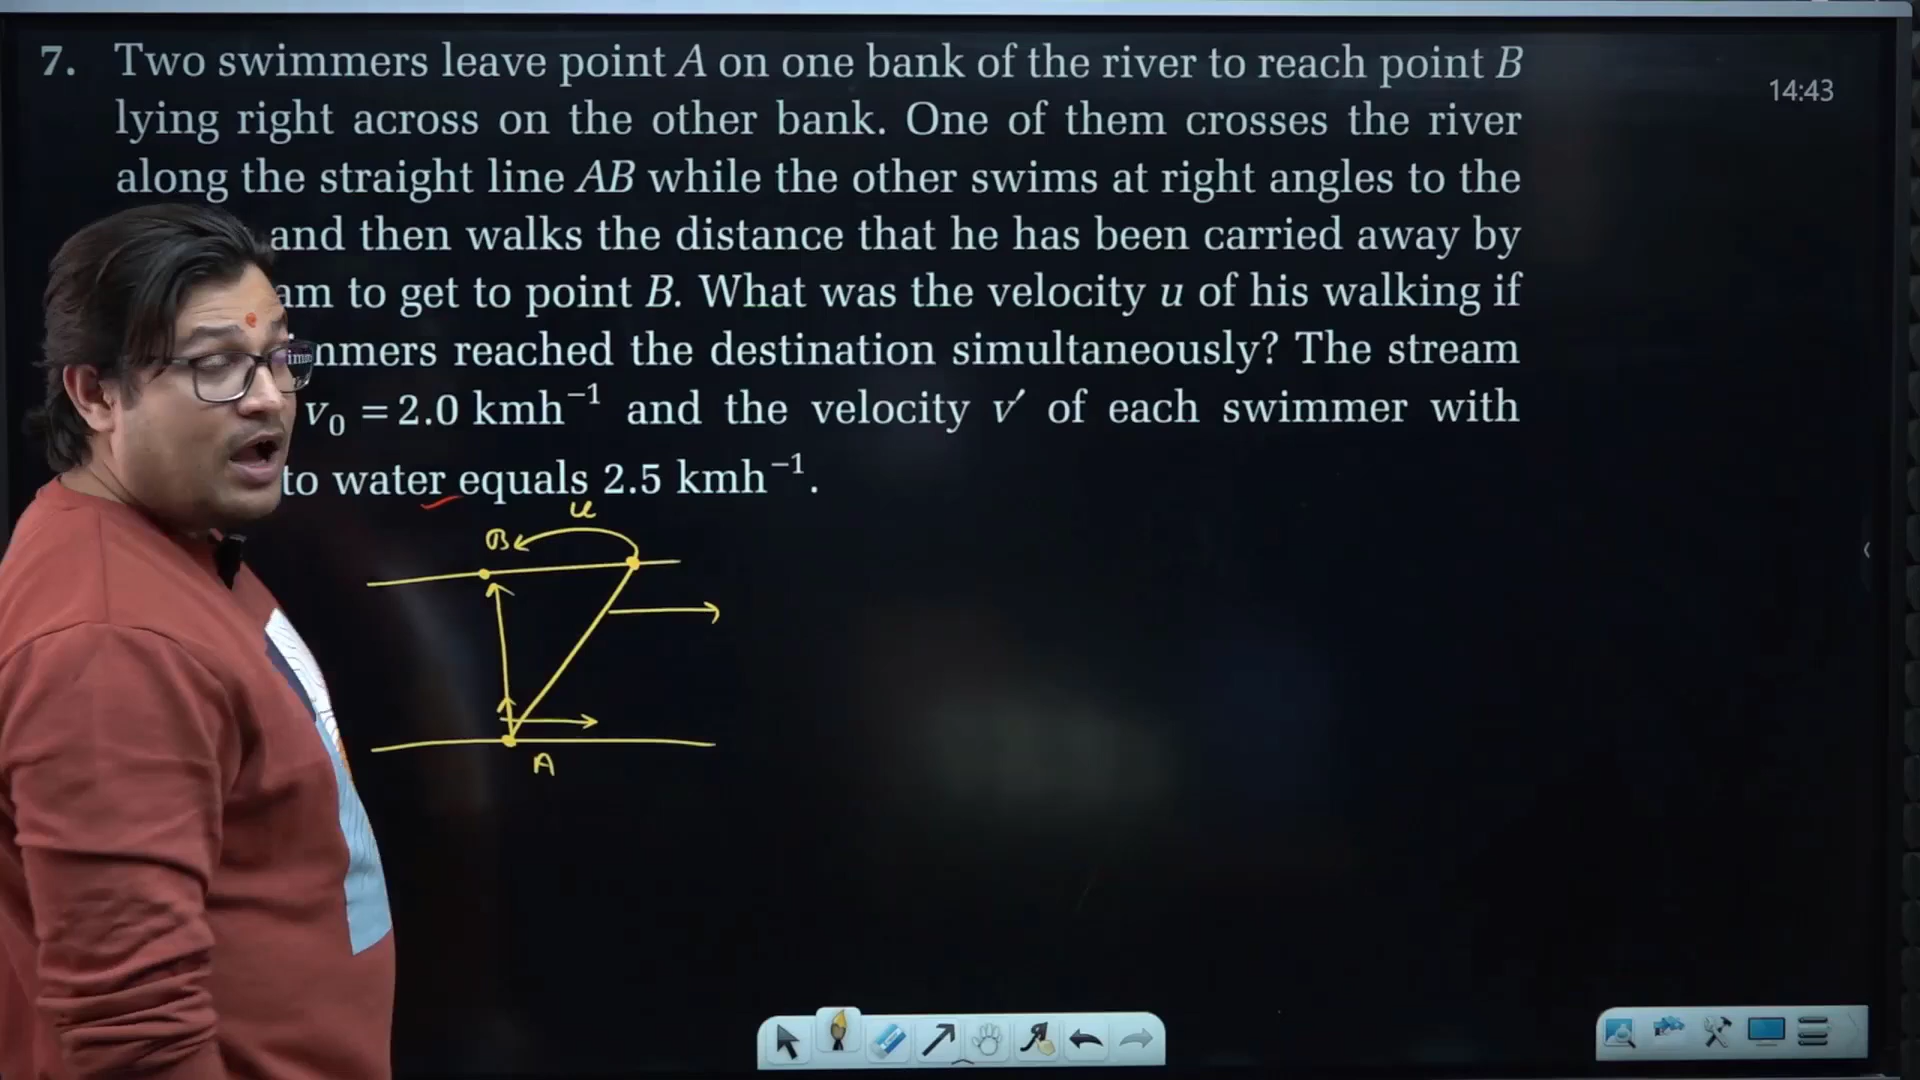 7. Two swimmers leave point A on one bank of the river to reach point B
14:43
lying right across on the other bank. One of them crosses the river
along the straight line AB while the other swims at right angles to the
and then walks the distance that he has been carried away by
am to get to point B. What was the velocity u of his walking if
mmers reached the destination simultaneously? The stream
v₀ = 2.0 kmh⁻¹ and the velocity v′ of each swimmer with
to water equals 2.5 kmh⁻¹.
u
B
A